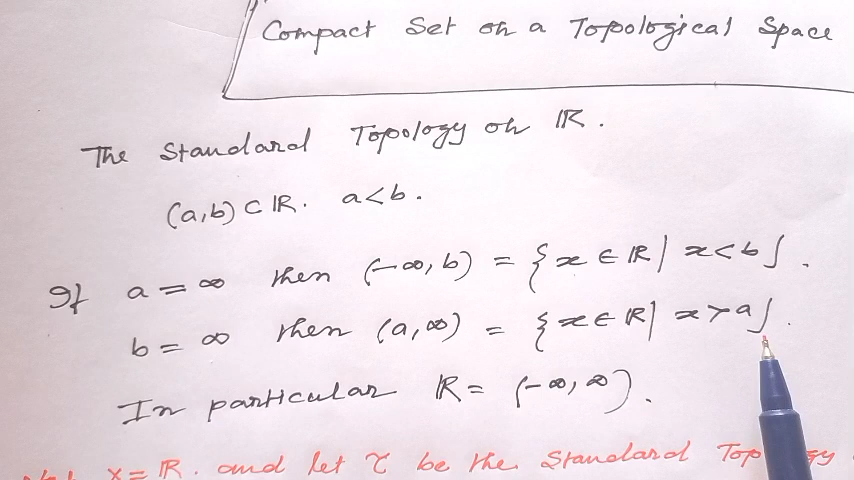 Compact Set on a Topological Space
The Standard Topology on ℝ.
(a,b) ⊂ ℝ. a<b.
If a = ∞ then (-∞, b) = {x ∈ ℝ | x<b}.
b = ∞ then (a, ∞) = {x ∈ ℝ | x>a}.
In particular ℝ = (-∞, ∞).
X = ℝ. and let τ be the Standard